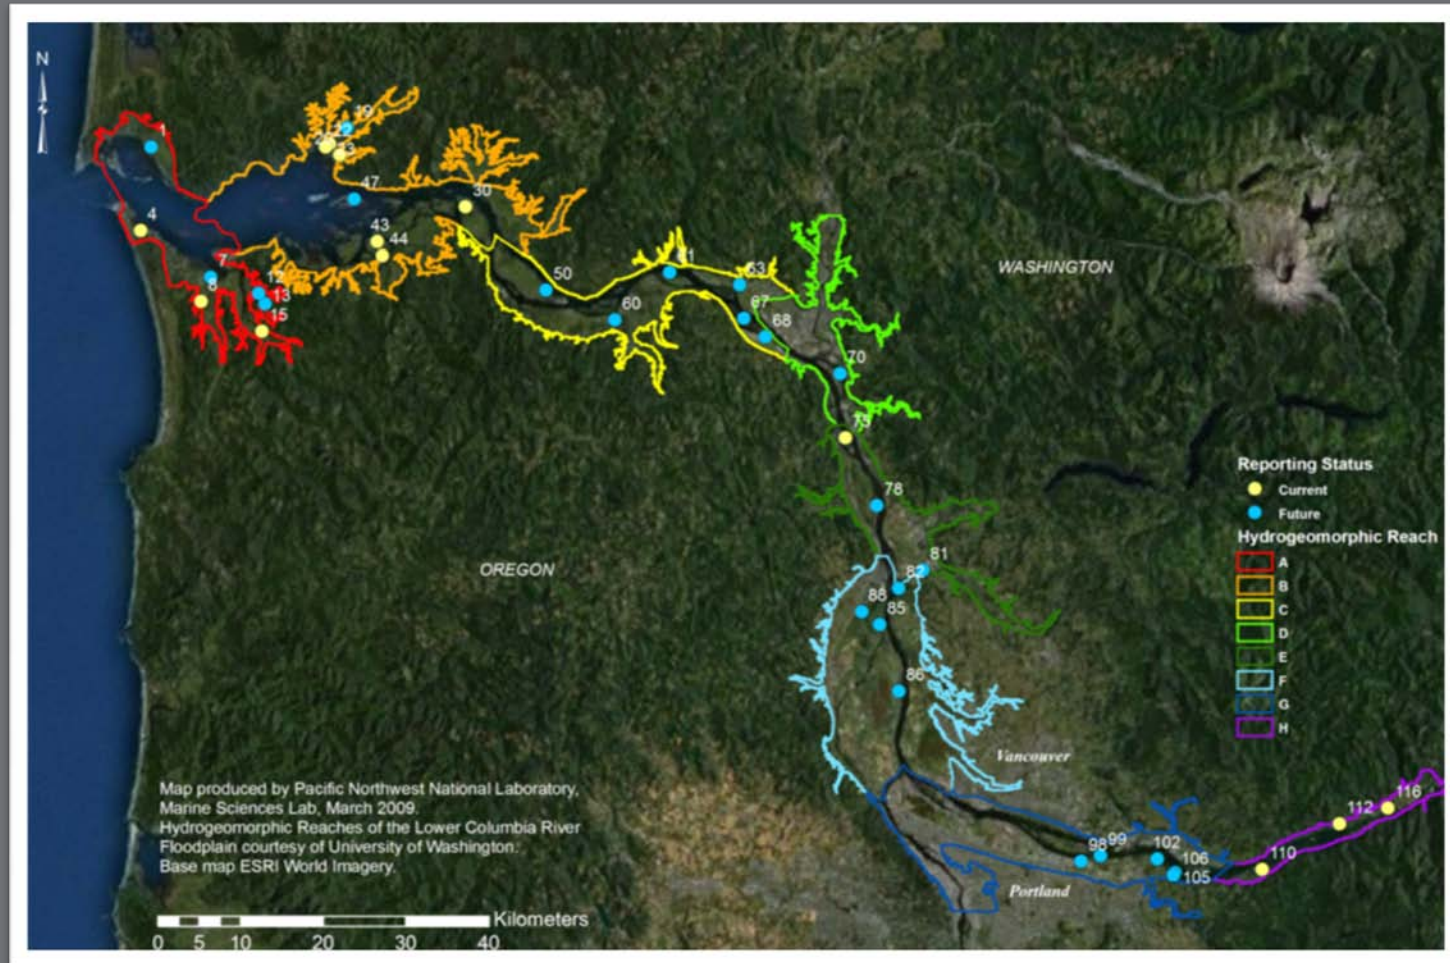 N
1
19
4
47
30
43
44
7
12
8
13
15
50
61
63
60
67
68
WASHINGTON
70
75
78
OREGON
81
82
88
85
86
Vancouver
Reporting Status
Current
Future
Hydrogeomorphic Reach
A
B
C
D
E
F
G
H
Map produced by Pacific Northwest National Laboratory,
Marine Sciences Lab, March 2009.
Hydrogeomorphic Reaches of the Lower Columbia River
Floodplain courtesy of University of Washington.
Base map ESRI World Imagery.
116
112
110
98
99
102
106
105
Portland
Kilometers
0 5 10 20 30 40